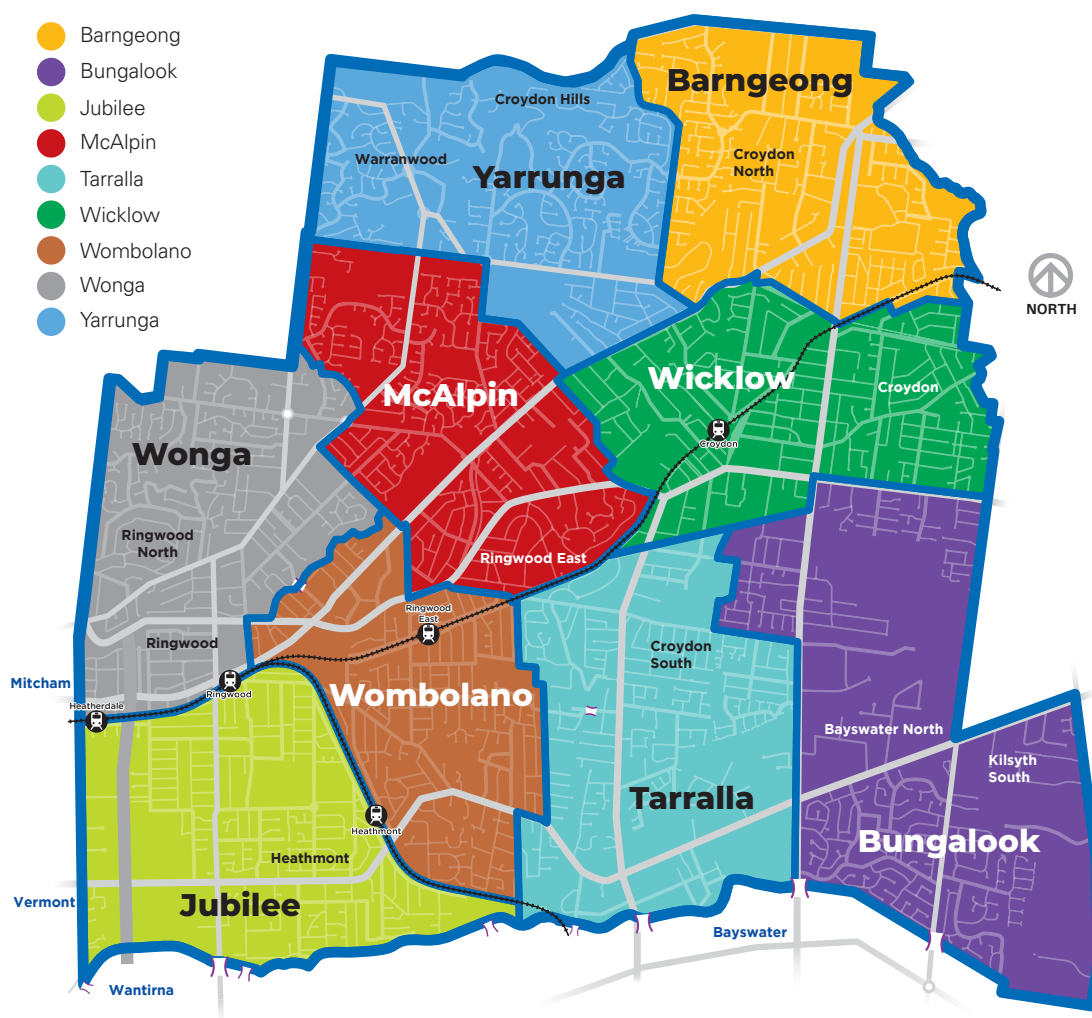 Barngeong
Bungalook
Jubilee
McAlpin
Tarralla
Wicklow
Wombolano
Wonga
Yarrunga
Barngeong
Croydon Hills
Warranwood
Yarrunga
Croydon
North
NORTH
McAlpin
Wicklow
Croydon
Croydon
Wonga
Ringwood
North
Ringwood East
Ringwood
East
Ringwood
Croydon
South
Mitcham
Ringwood
Heatherdale
Wombolano
Bayswater North
Kilsyth
South
Tarralla
Heathmont
Bungalook
Heathmont
Jubilee
Vermont
Bayswater
Wantirna